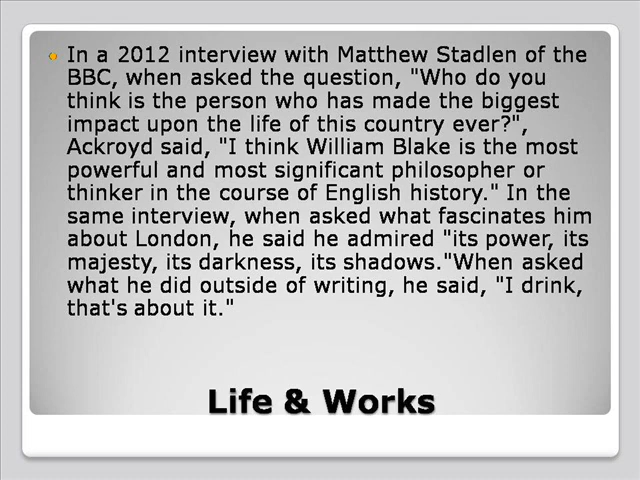 In a 2012 interview with Matthew Stadlen of the
BBC, when asked the question, "Who do you
think is the person who has made the biggest
impact upon the life of this country ever?",
Ackroyd said, "I think William Blake is the most
powerful and most significant philosopher or
thinker in the course of English history." In the
same interview, when asked what fascinates him
about London, he said he admired "its power, its
majesty, its darkness, its shadows."When asked
what he did outside of writing, he said, "I drink,
that's about it."
Life & Works